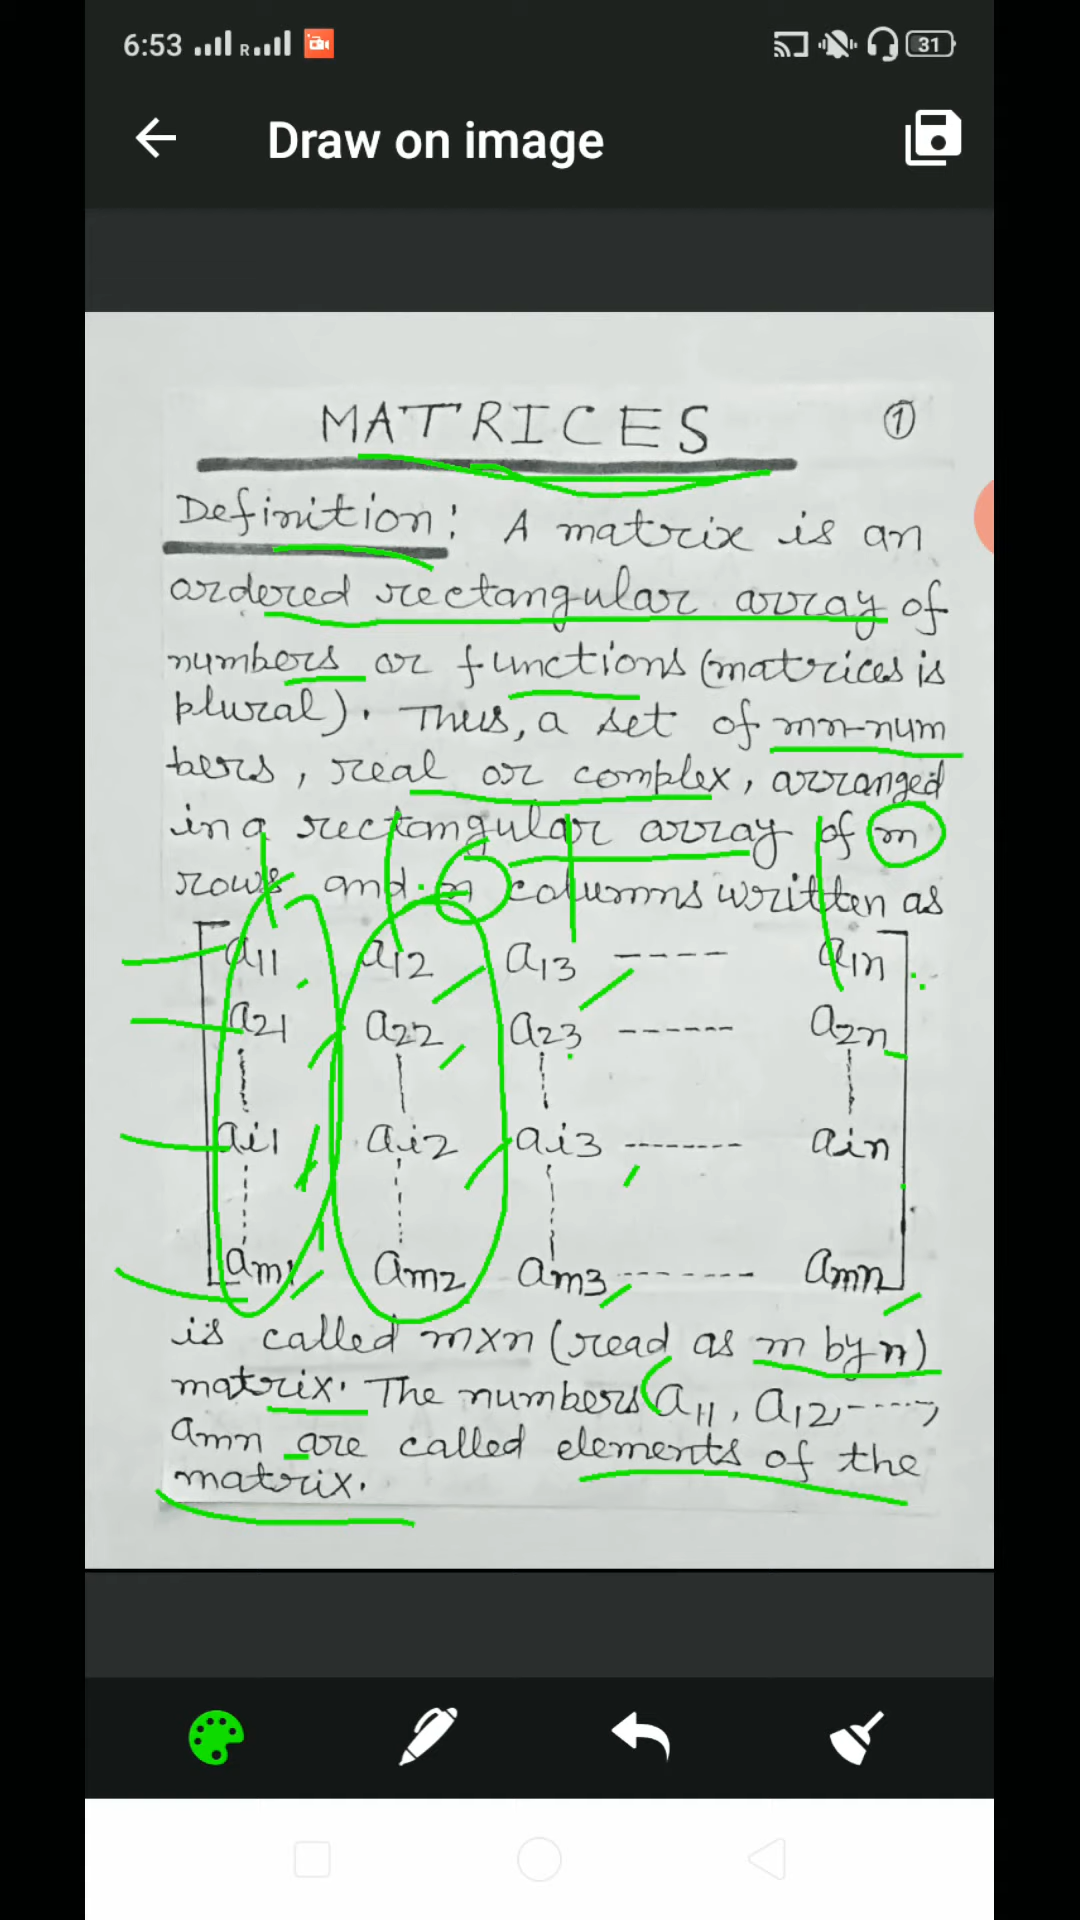 6:53 R 31
Draw on image
MATRICES 1
Definition: A matrix is an
ordered rectangular array of
numbers or functions (matrices is
plural). Thus, a set of mn-num
bers, real or complex, arranged
in a rectangular array of m
rows and n columns written as
a11 a12 a13 ---- a1n
a21 a22 a23 ------ a2n
ai1 ai2 ai3 ------- ain
am1 am2 am3 ------- amn
is called m×n (read as m by n)
matrix. The numbers a11, a12, ----,
amn are called elements of the
matrix.